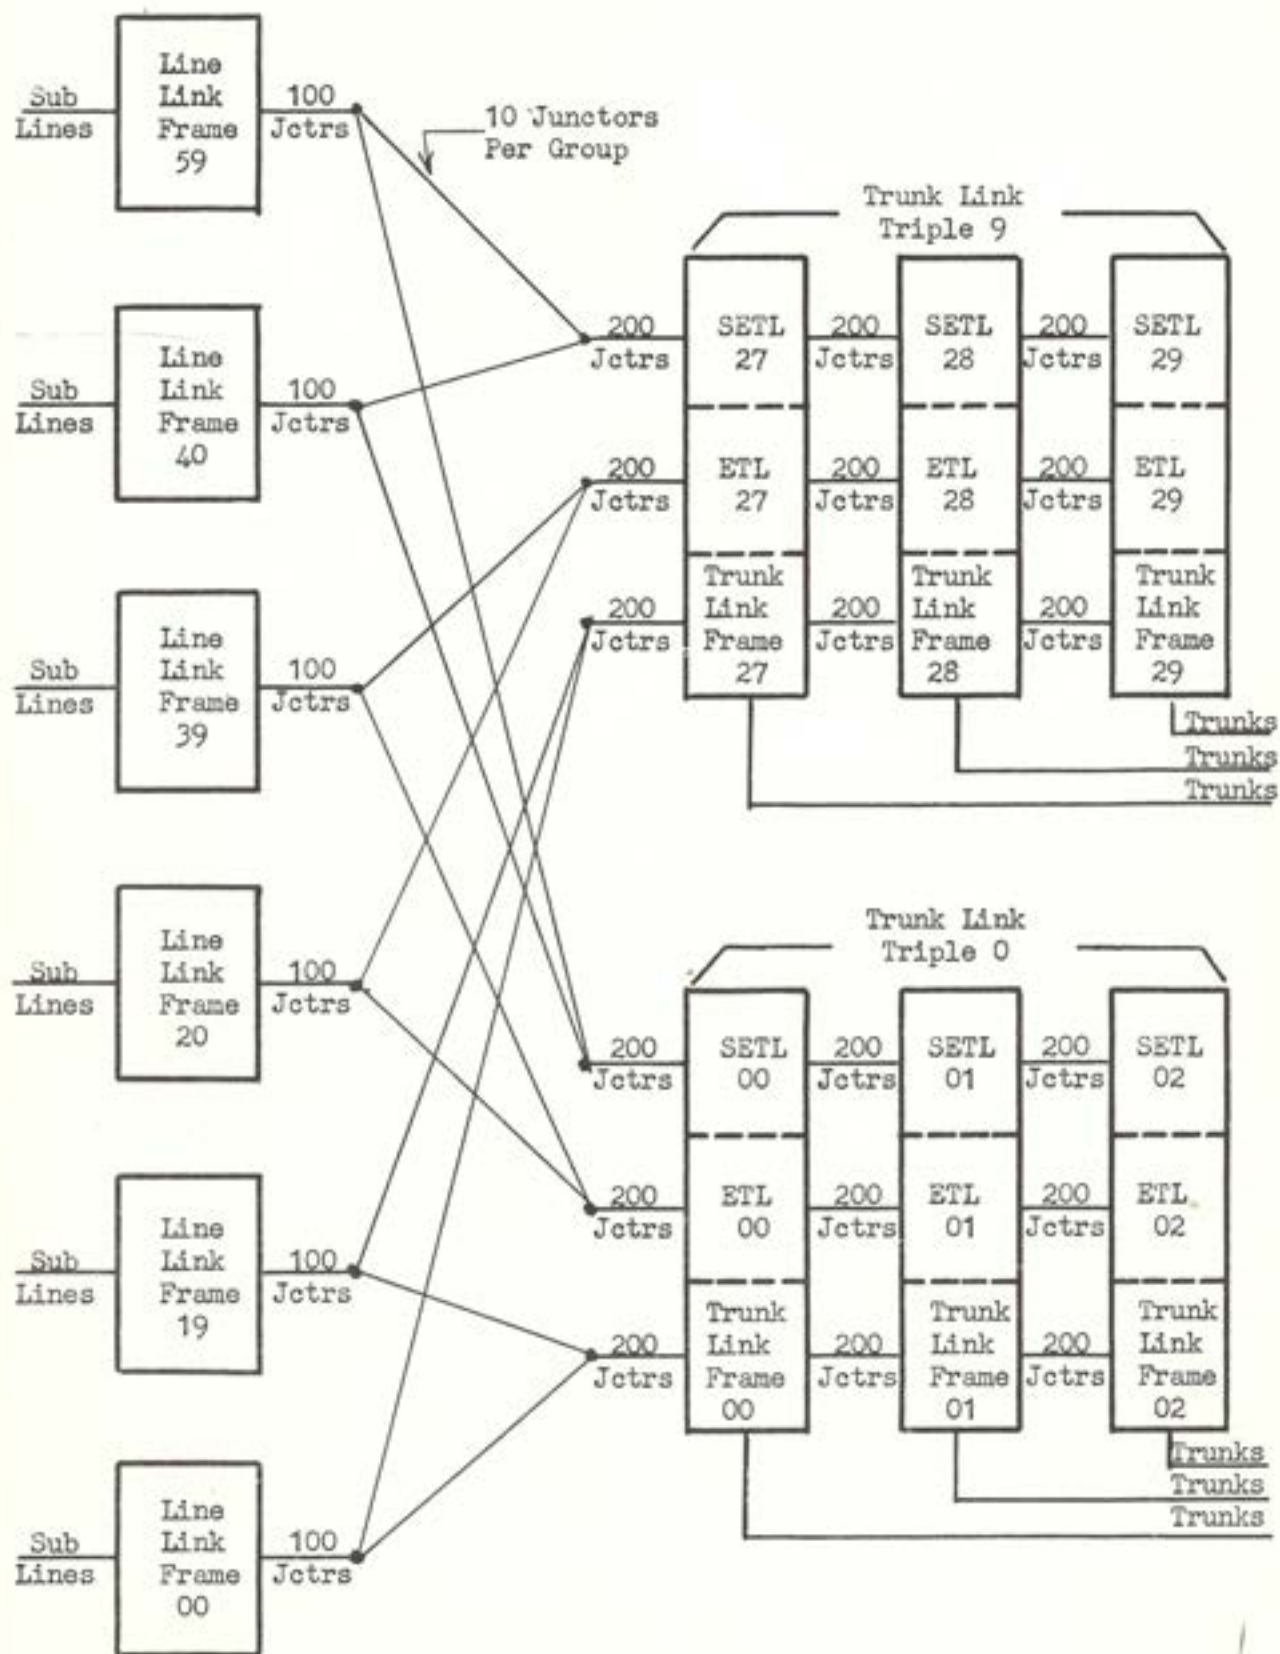 Line
Link
Frame
59
Sub
Lines
100
Jctrs
10 Junctors
Per Group
Line
Link
Frame
40
Sub
Lines
100
Jctrs
Line
Link
Frame
39
Sub
Lines
100
Jctrs
Line
Link
Frame
20
Sub
Lines
100
Jctrs
Line
Link
Frame
19
Sub
Lines
100
Jctrs
Line
Link
Frame
00
Sub
Lines
100
Jctrs
Trunk Link
Triple 9
200
Jctrs
SETL
27
200
Jctrs
SETL
28
200
Jctrs
SETL
29
200
Jctrs
ETL
27
200
Jctrs
ETL
28
200
Jctrs
ETL
29
200
Jctrs
Trunk
Link
Frame
27
200
Jctrs
Trunk
Link
Frame
28
200
Jctrs
Trunk
Link
Frame
29
Trunks
Trunks
Trunks
Trunk Link
Triple 0
200
Jctrs
SETL
00
200
Jctrs
SETL
01
200
Jctrs
SETL
02
200
Jctrs
ETL
00
200
Jctrs
ETL
01
200
Jctrs
ETL
02
200
Jctrs
Trunk
Link
Frame
00
200
Jctrs
Trunk
Link
Frame
01
200
Jctrs
Trunk
Link
Frame
02
Trunks
Trunks
Trunks